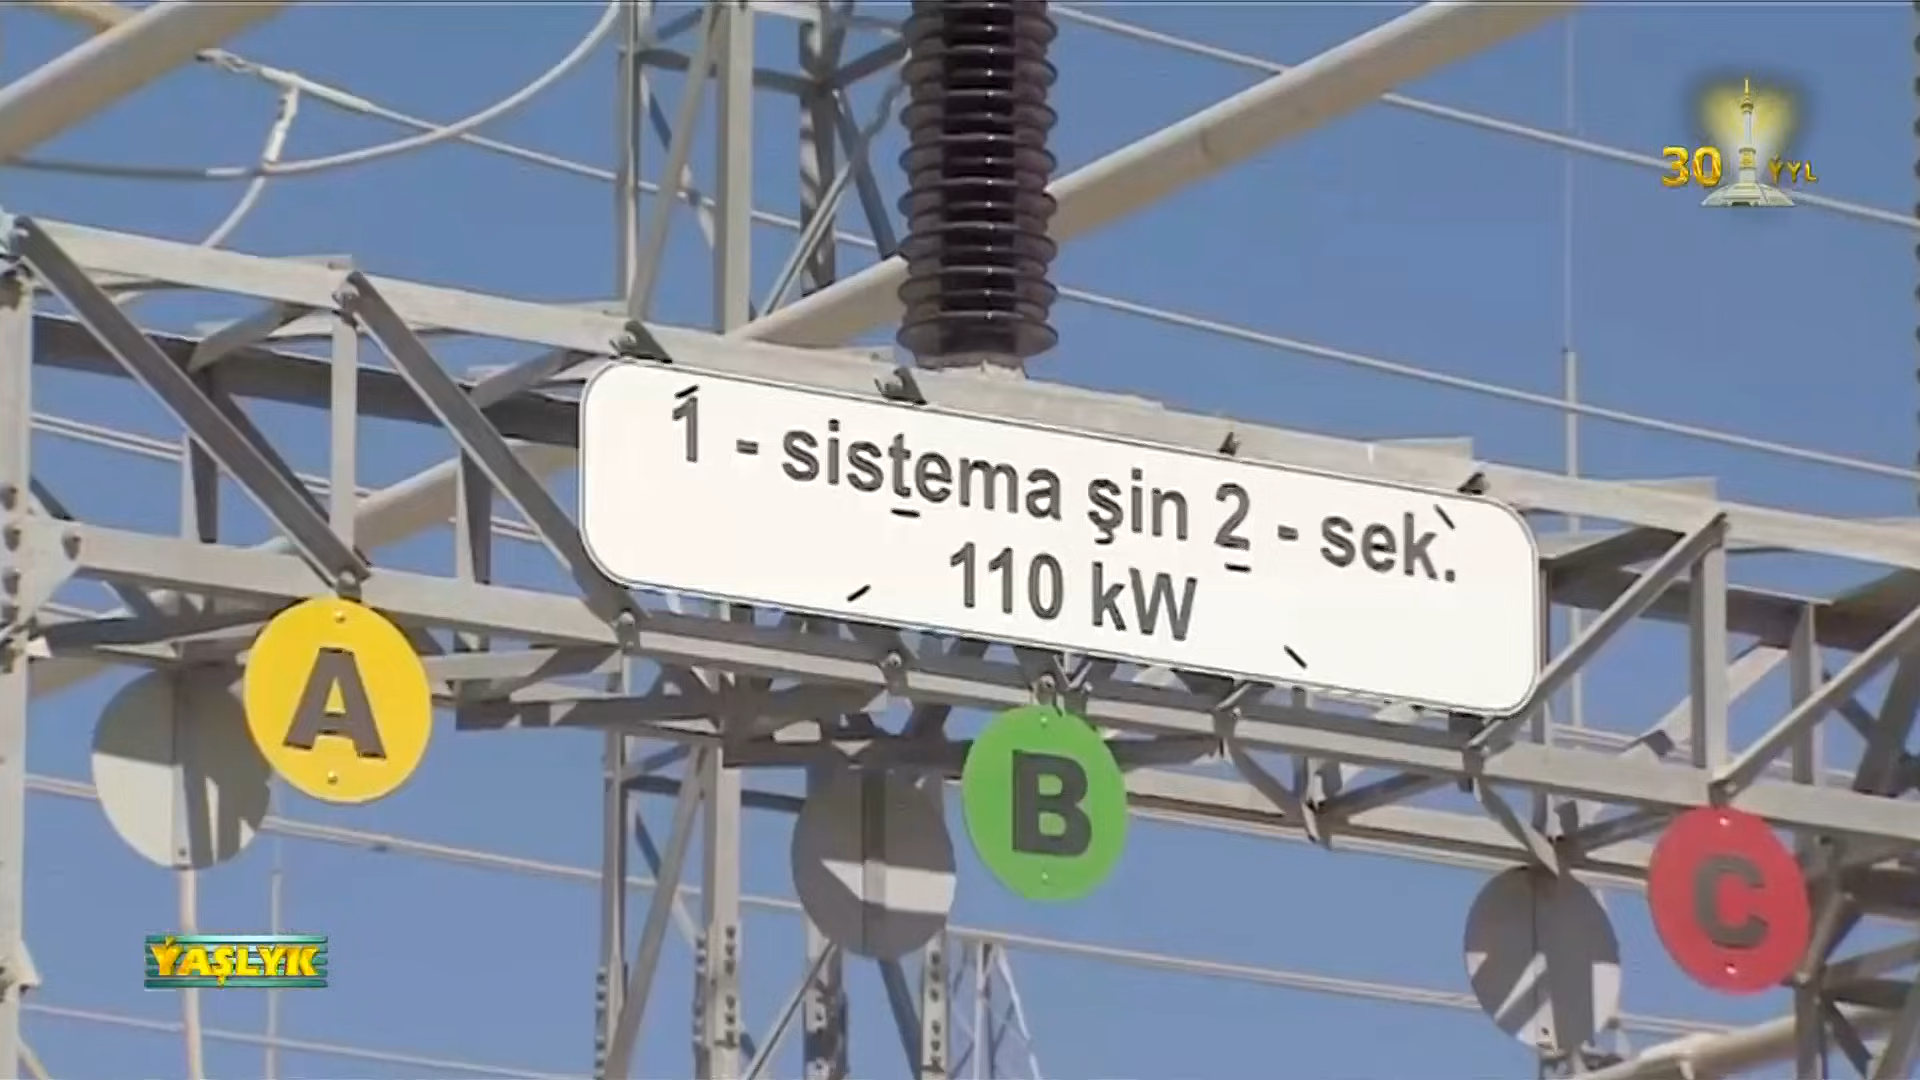 30 ÝYL
1 - sistema şin 2 - sek.
110 kW
A
B
C
ÝAŞLYK